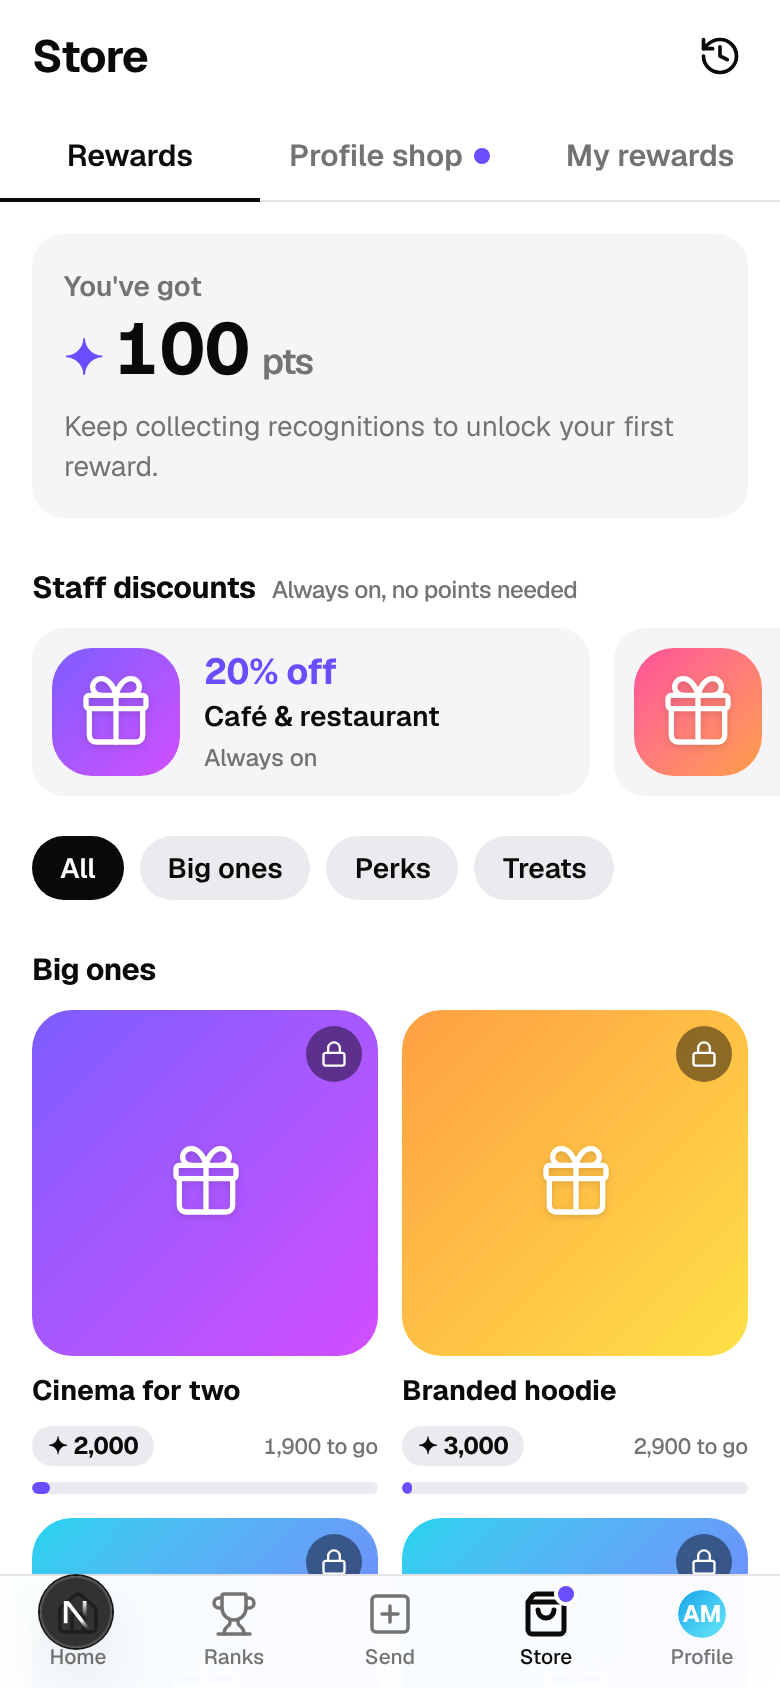 Store
Rewards
Profile shop
My rewards
You've got
100 pts
Keep collecting recognitions to unlock your first
reward.
Staff discounts Always on, no points needed
20% off
Café & restaurant
Always on
All
Big ones
Perks
Treats
Big ones
Cinema for two
2,000 1,900 to go
Branded hoodie
3,000 2,900 to go
N
Home
Ranks
Send
Store
AM
Profile